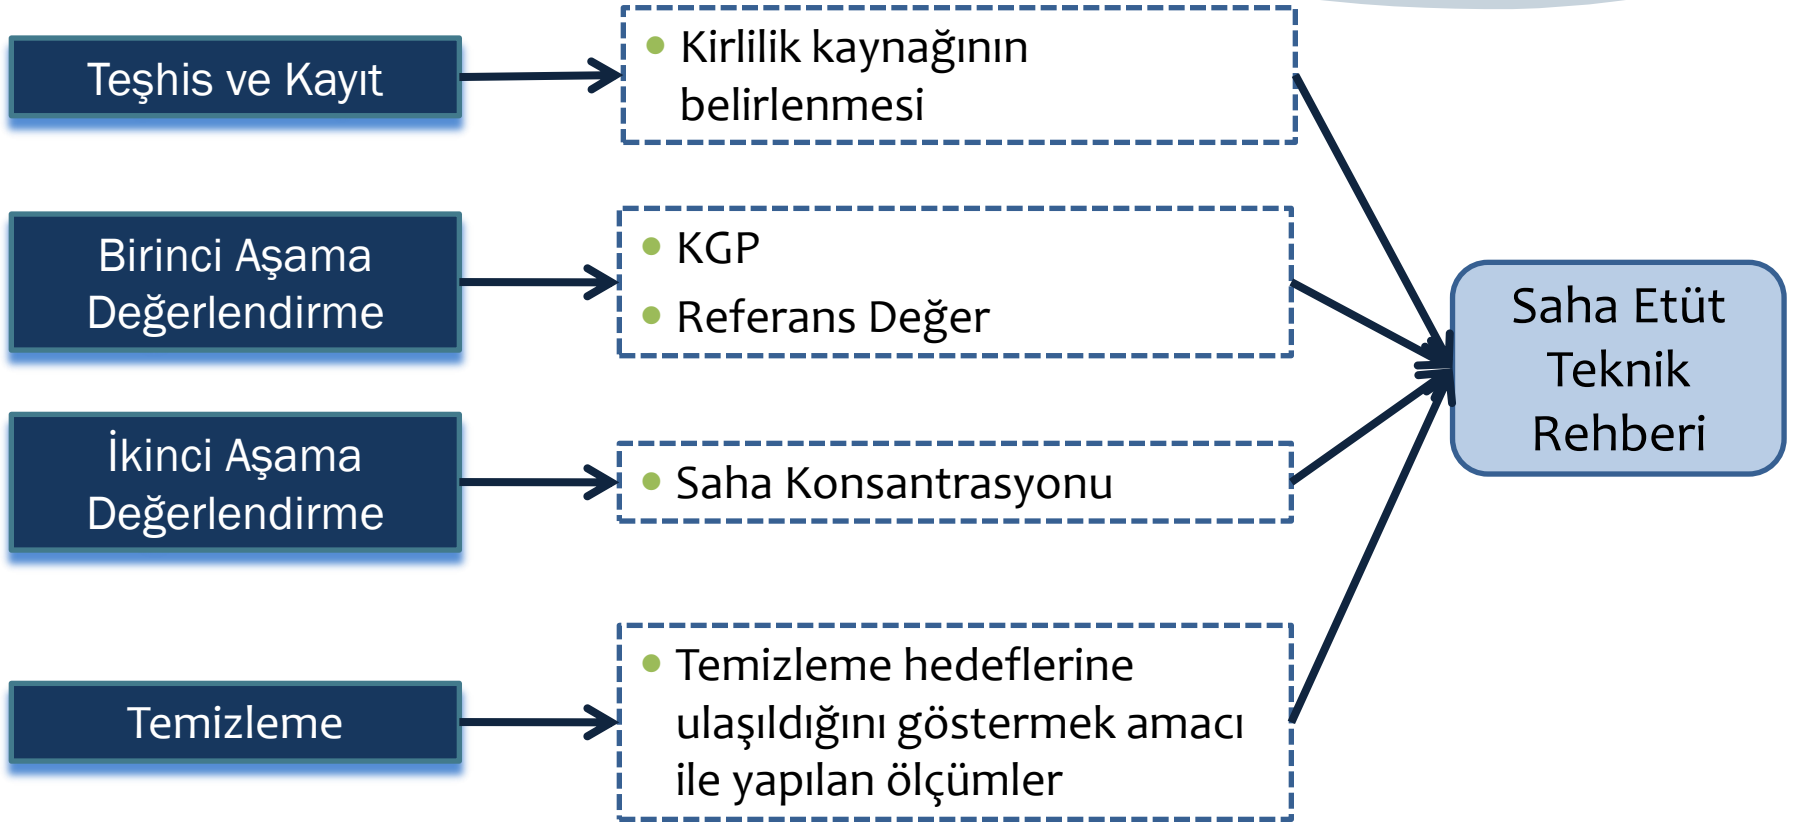 Teşhis ve Kayıt
• Kirlilik kaynağının
belirlenmesi
Birinci Aşama
Değerlendirme
• KGP
• Referans Değer
İkinci Aşama
Değerlendirme
• Saha Konsantrasyonu
Temizleme
• Temizleme hedeflerine
ulaşıldığını göstermek amacı
ile yapılan ölçümler
Saha Etüt
Teknik
Rehberi